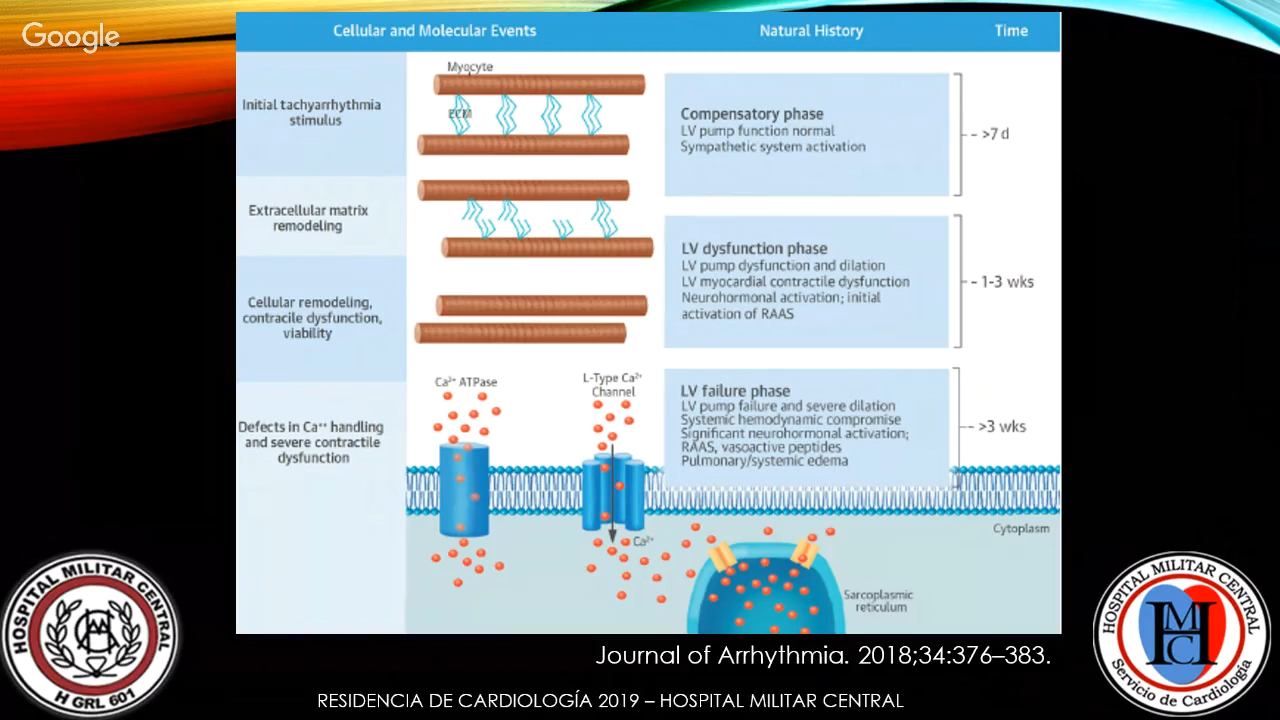 Google
Cellular and Molecular Events
Natural History
Time
Initial tachyarrhythmia
stimulus
Myocyte
ECM
Compensatory phase
LV pump function normal
Sympathetic system activation
~ >7 d
Extracellular matrix
remodeling
LV dysfunction phase
LV pump dysfunction and dilation
LV myocardial contractile dysfunction
Neurohormonal activation; initial
activation of RAAS
~ 1-3 wks
Cellular remodeling,
contracile dysfunction,
viability
Defects in Ca⁺⁺ handling
and severe contractile
dysfunction
Ca²⁺ ATPase
L-Type Ca²⁺
Channel
LV failure phase
LV pump failure and severe dilation
Systemic hemodynamic compromise
Significant neurohormonal activation;
RAAS, vasoactive peptides
Pulmonary/systemic edema
~ >3 wks
Cytoplasm
Ca²⁺
Sarcoplasmic
reticulum
Journal of Arrhythmia. 2018;34:376–383.
RESIDENCIA DE CARDIOLOGÍA 2019 – HOSPITAL MILITAR CENTRAL
HOSPITAL MILITAR CENTRAL
H GRL 601
HOSPITAL MILITAR CENTRAL
HMC
Servicio de Cardiología